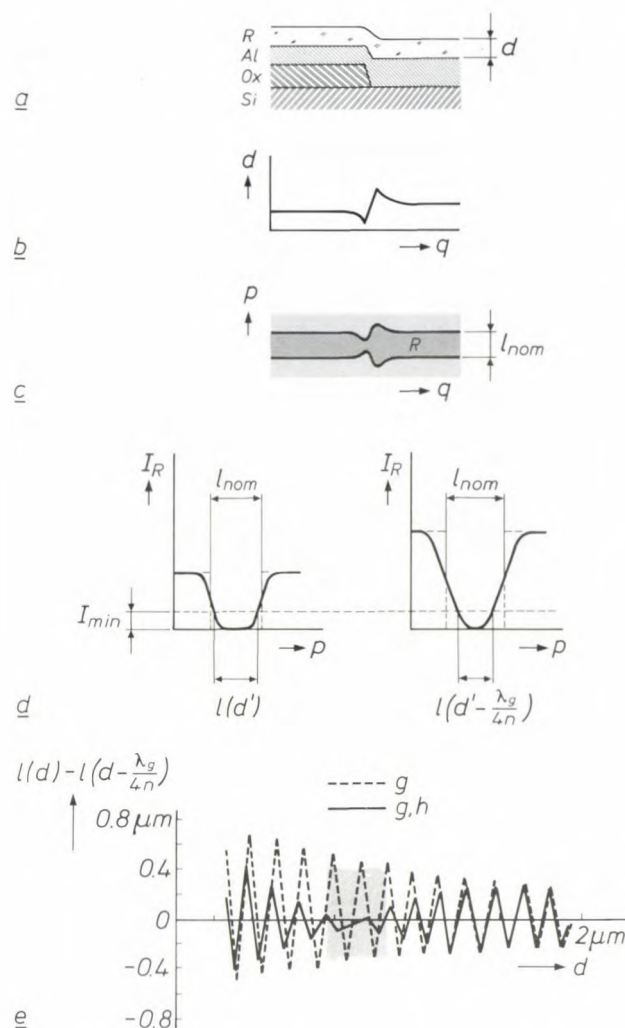 R
Al
Ox
Si
d
a
d
q
b
p
R
l_nom
q
c
I_R
l_nom
I_R
l_nom
I_min
p
p
l(d')
l(d' - λ_g/4n)
d
l(d) - l(d - λ_g/4n)
g
g,h
0.8 μm
0.4
0
2 μm
-0.4
d
-0.8
e